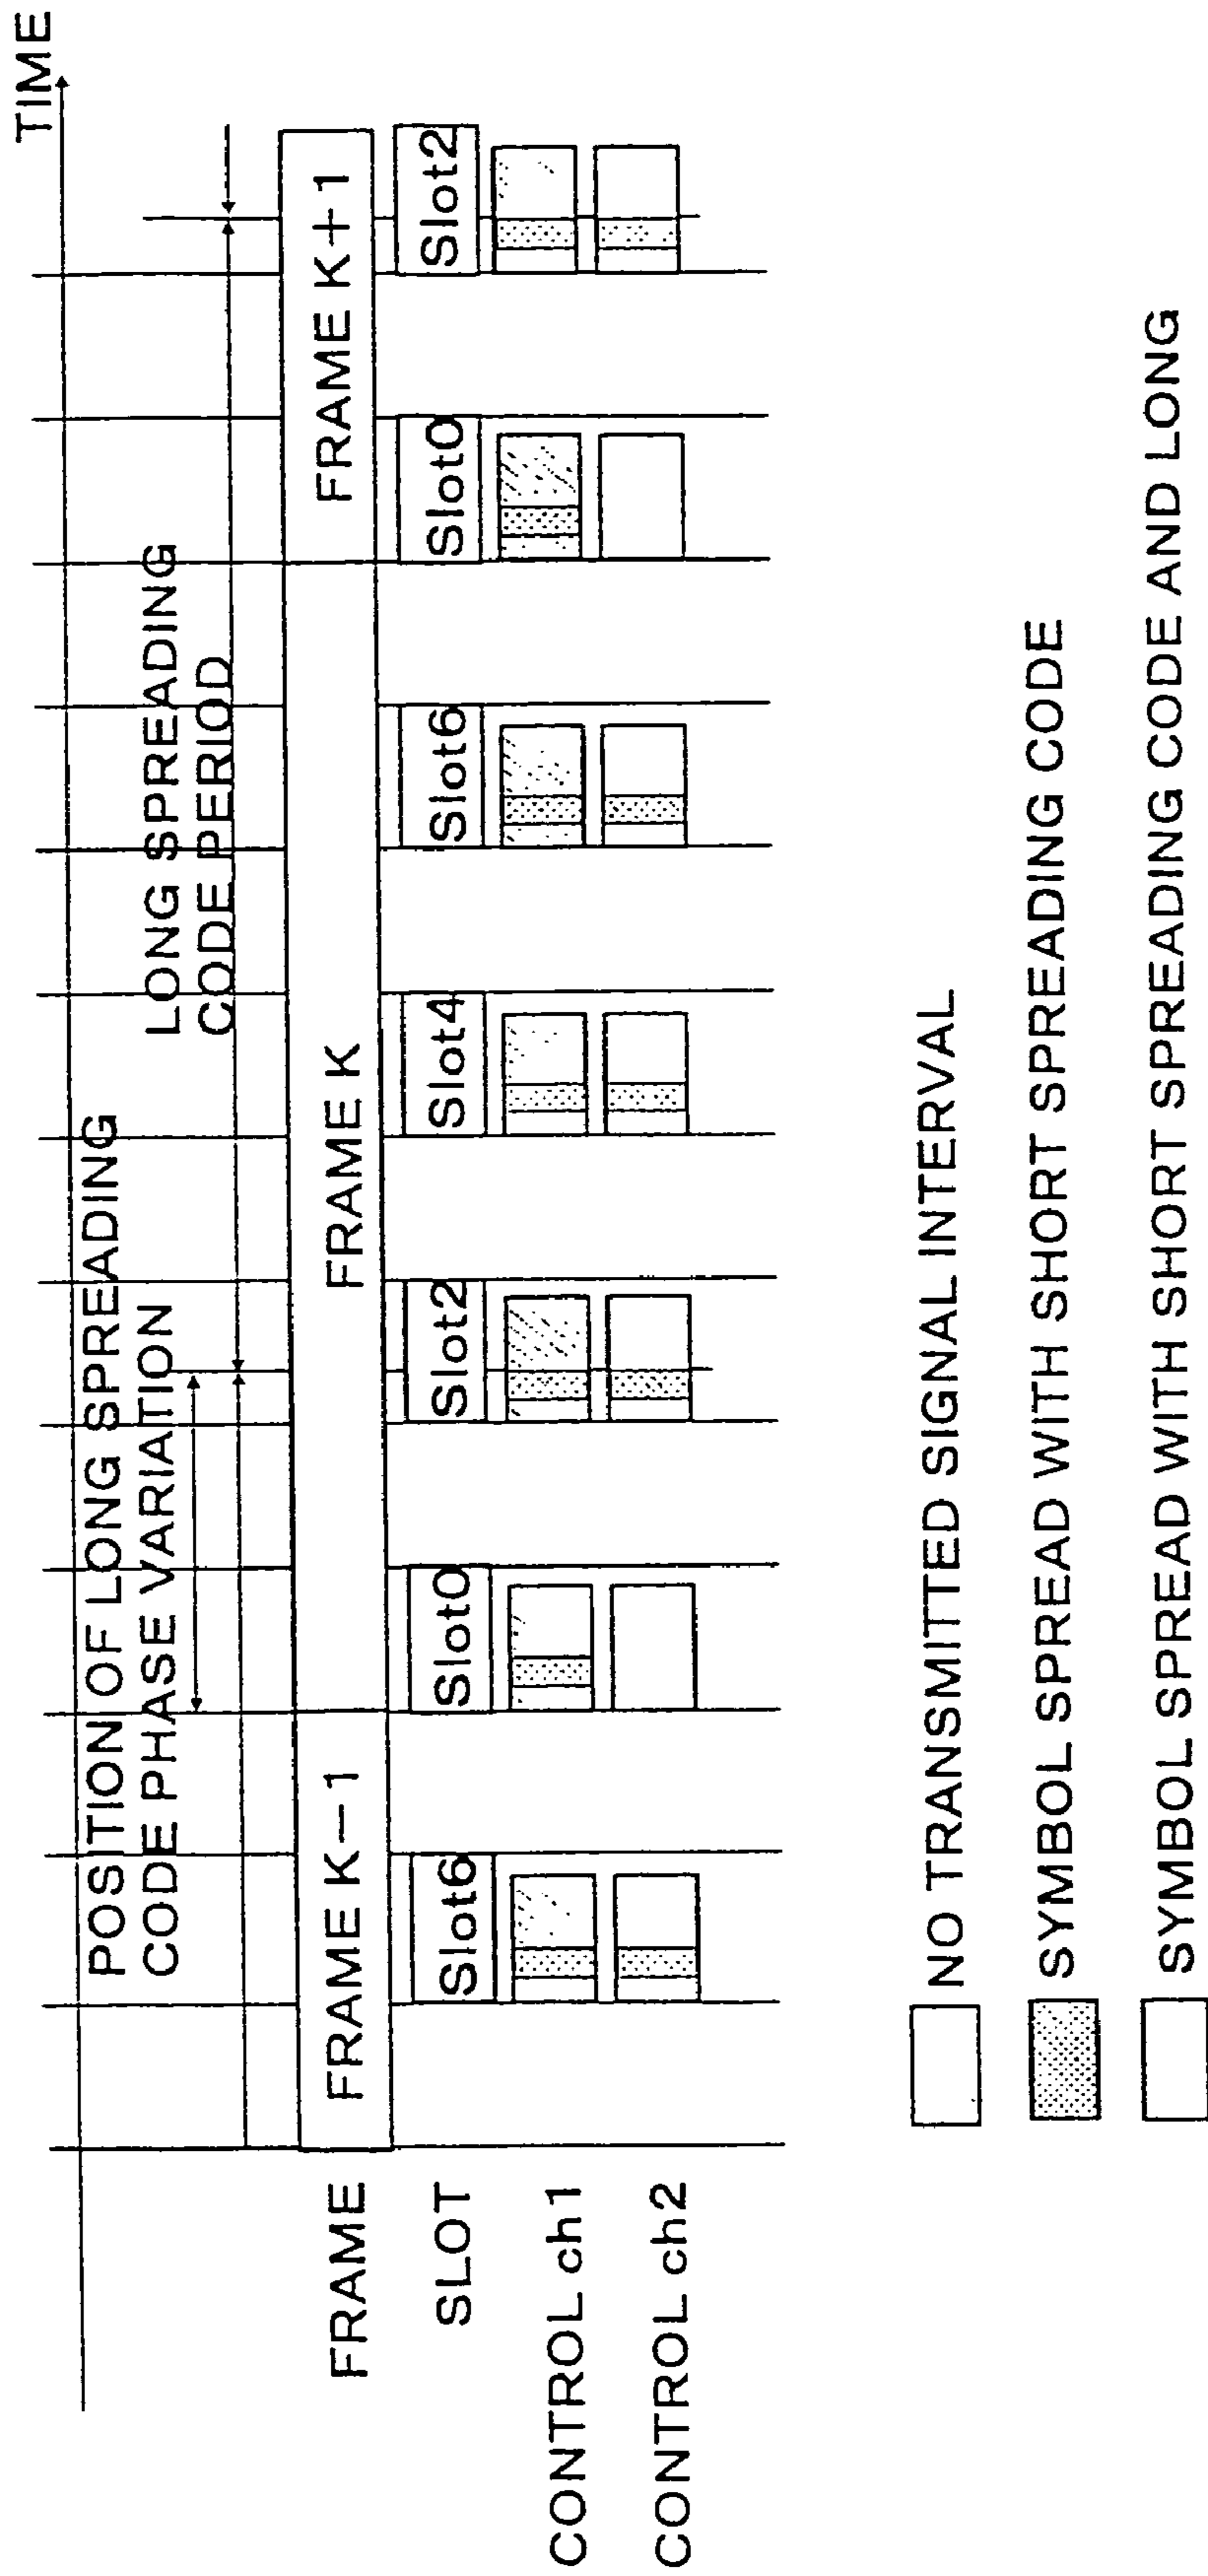 TIME
POSITION OF LONG SPREADING
CODE PHASE VARIATION
LONG SPREADING
CODE PERIOD
FRAME
FRAME K−1
FRAME K
FRAME K+1
SLOT
Slot6
Slot0
Slot2
Slot4
Slot6
Slot0
Slot2
CONTROL ch1
CONTROL ch2
NO TRANSMITTED SIGNAL INTERVAL
SYMBOL SPREAD WITH SHORT SPREADING CODE
SYMBOL SPREAD WITH SHORT SPREADING CODE AND LONG